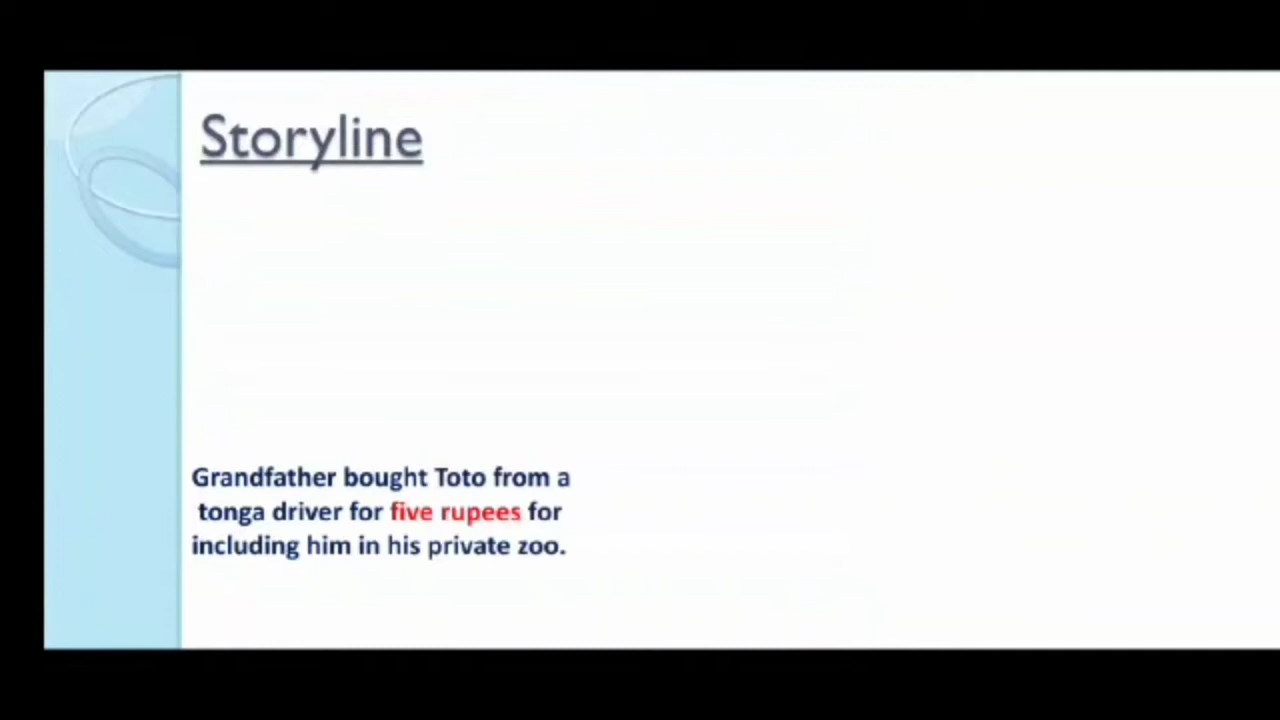 Storyline
Grandfather bought Toto from a
tonga driver for five rupees for
including him in his private zoo.